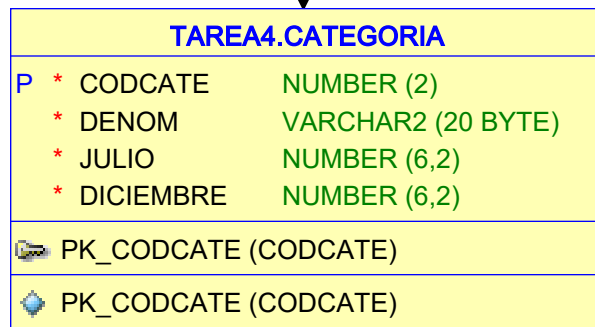 TAREA4.CATEGORIA
P * CODCATE NUMBER (2)
* DENOM VARCHAR2 (20 BYTE)
* JULIO NUMBER (6,2)
* DICIEMBRE NUMBER (6,2)
PK_CODCATE (CODCATE)
PK_CODCATE (CODCATE)